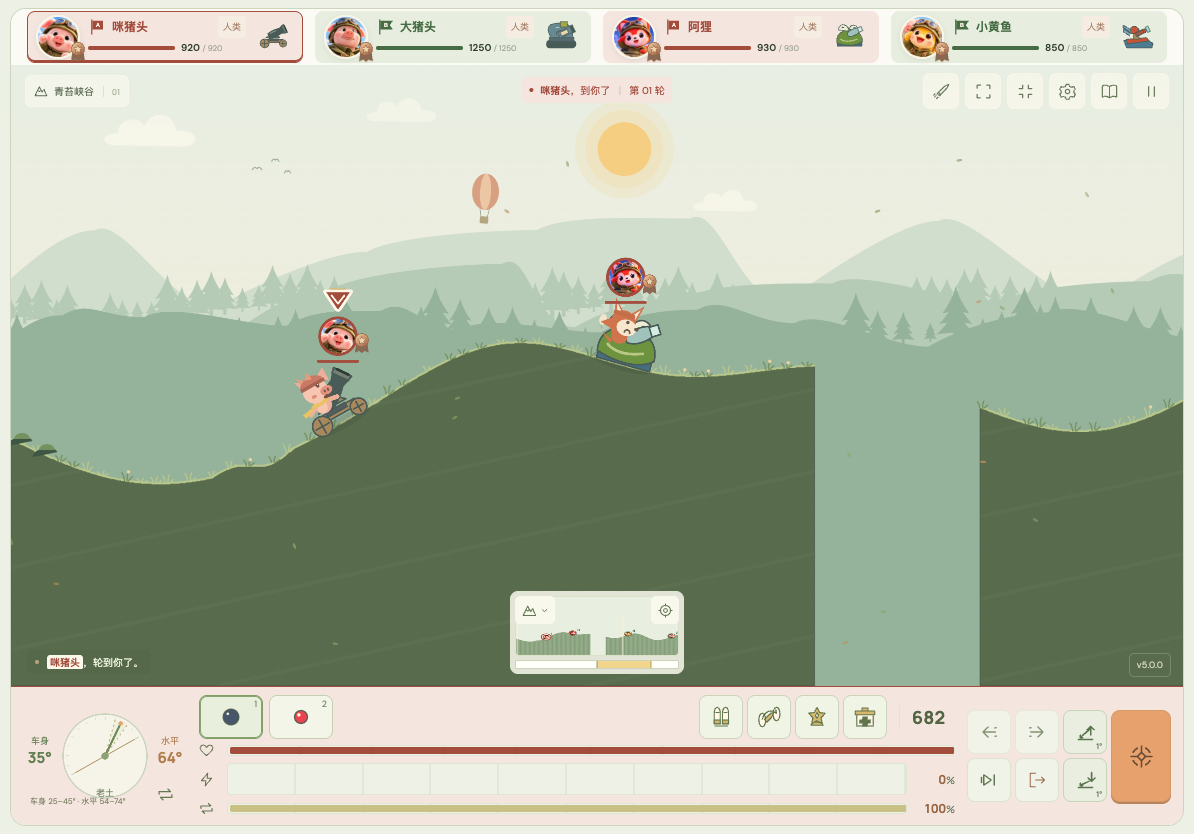 咪猪头 人类
920 / 920
大猪头 人类
1250 / 1250
阿狸 人类
930 / 930
小黄鱼 人类
850 / 850
青苔峡谷 01
咪猪头，到你了 第 01 轮
咪猪头，轮到你了。
v5.0.0
车身
35°
水平
64°
老土
车身 25–45° · 水平 54–74°
1
2
682
0%
100%
1°
1°